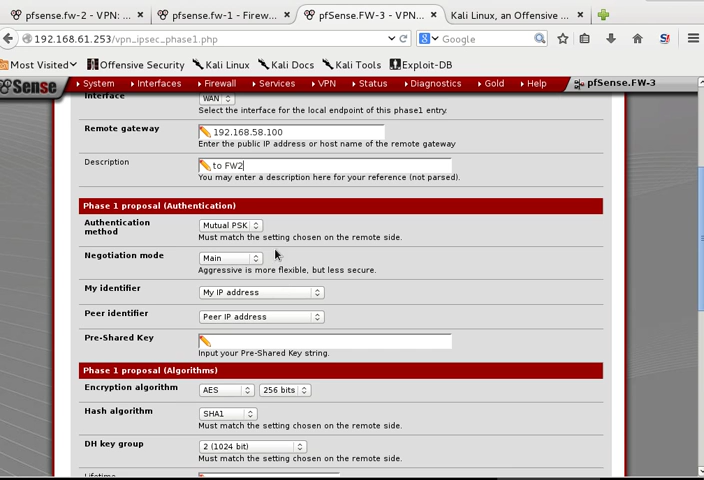 pfsense.fw-2 - VPN: ... × pfsense.fw-1 - Firew... × pfSense.FW-3 - VPN... × Kali Linux, an Offensive ... ×
192.168.61.253/vpn_ipsec_phase1.php Google
Most Visited Offensive Security Kali Linux Kali Docs Kali Tools Exploit-DB
Sense System Interfaces Firewall Services VPN Status Diagnostics Gold Help pfSense.FW-3
Interface WAN
Select the interface for the local endpoint of this phase1 entry.
Remote gateway 192.168.58.100
Enter the public IP address or host name of the remote gateway
Description to FW2
You may enter a description here for your reference (not parsed).
Phase 1 proposal (Authentication)
Authentication method Mutual PSK
Must match the setting chosen on the remote side.
Negotiation mode Main
Aggressive is more flexible, but less secure.
My identifier My IP address
Peer identifier Peer IP address
Pre-Shared Key
Input your Pre-Shared Key string.
Phase 1 proposal (Algorithms)
Encryption algorithm AES 256 bits
Hash algorithm SHA1
Must match the setting chosen on the remote side.
DH key group 2 (1024 bit)
Must match the setting chosen on the remote side.
Lifetime